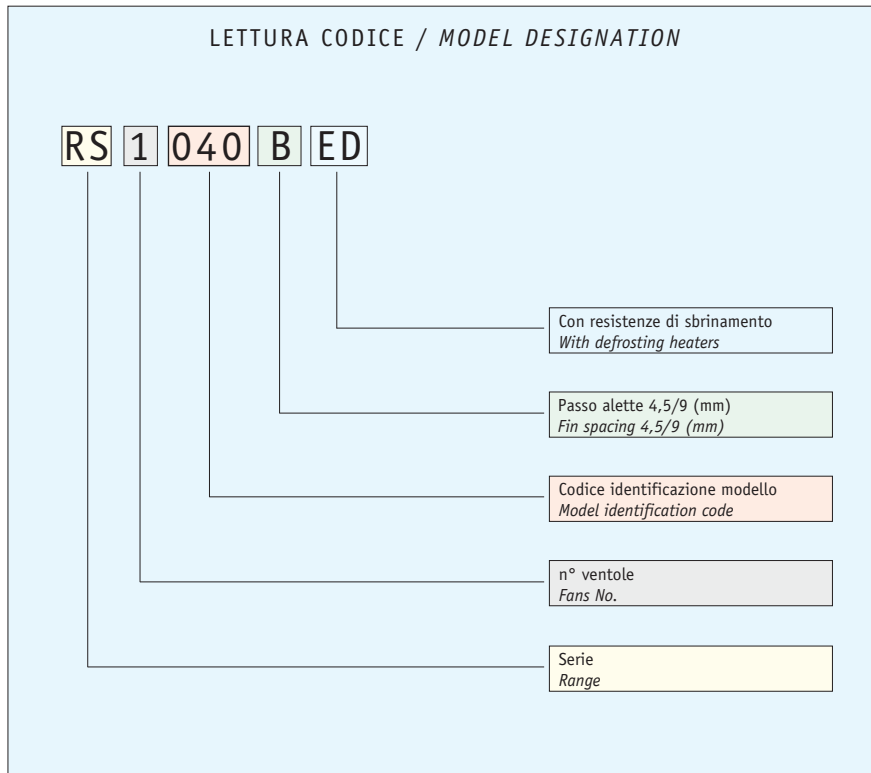 LETTURA CODICE / MODEL DESIGNATION
RS 1 040 B ED
Con resistenze di sbrinamento
With defrosting heaters
Passo alette 4,5/9 (mm)
Fin spacing 4,5/9 (mm)
Codice identificazione modello
Model identification code
n° ventole
Fans No.
Serie
Range